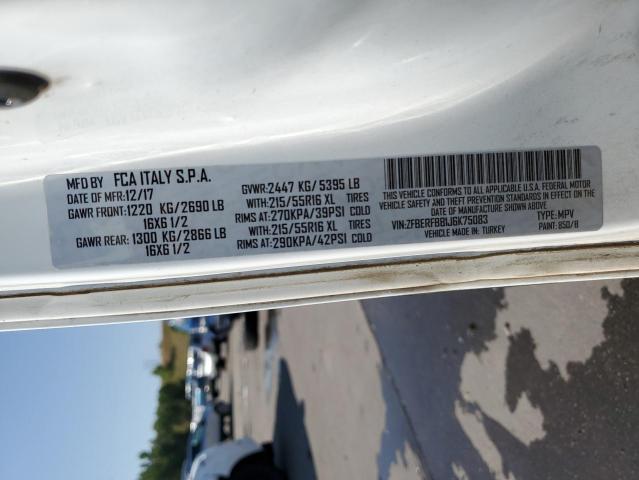 MFD BY FCA ITALY S.P.A.
DATE OF MFR:12/17 GVWR:2447 KG/5395 LB
GAWR FRONT:1220 KG/2690 LB WITH:215/55R16 XL TIRES
16X6 1/2 RIMS AT:270KPA/39PSI COLD
GAWR REAR:1300 KG/2866 LB WITH:215/55R16 XL TIRES
16X6 1/2 RIMS AT:290KPA/42PSI COLD
THIS VEHICLE CONFORMS TO ALL APPLICABLE U.S.A. FEDERAL MOTOR
VEHICLE SAFETY, BUMPER, AND THEFT PREVENTION STANDARDS IN EFFECT
ON THE DATE OF MANUFACTURE SHOWN ABOVE.
VIN:ZFBERFBB1J6K75083 TYPE: MPV
VEHICLE MADE IN: TURKEY PAINT: 850/B